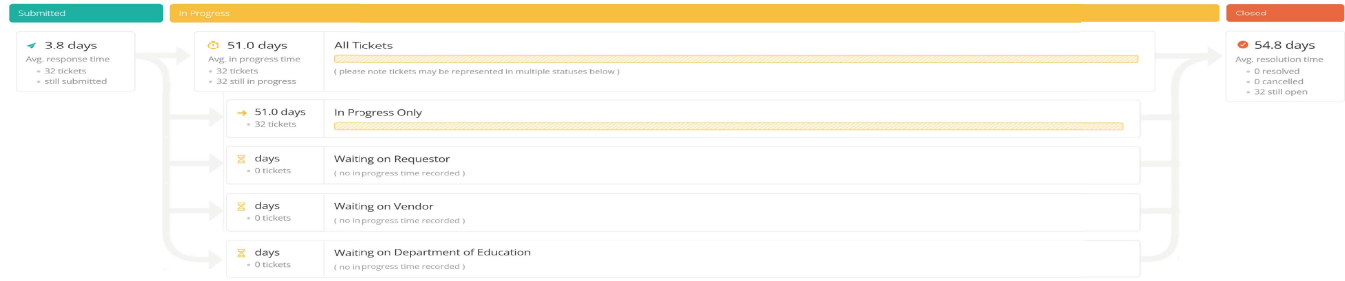 Submitted
In Progress
Closed
3.8 days
Avg. response time
32 tickets
still submitted
51.0 days
Avg. in progress time
32 tickets
32 still in progress
All Tickets
( please note tickets may be represented in multiple statuses below )
54.8 days
Avg. resolution time
0 resolved
0 cancelled
32 still open
51.0 days
32 tickets
In Progress Only
days
0 tickets
Waiting on Requestor
( no in progress time recorded )
days
0 tickets
Waiting on Vendor
( no in progress time recorded )
days
0 tickets
Waiting on Department of Education
( no in progress time recorded )